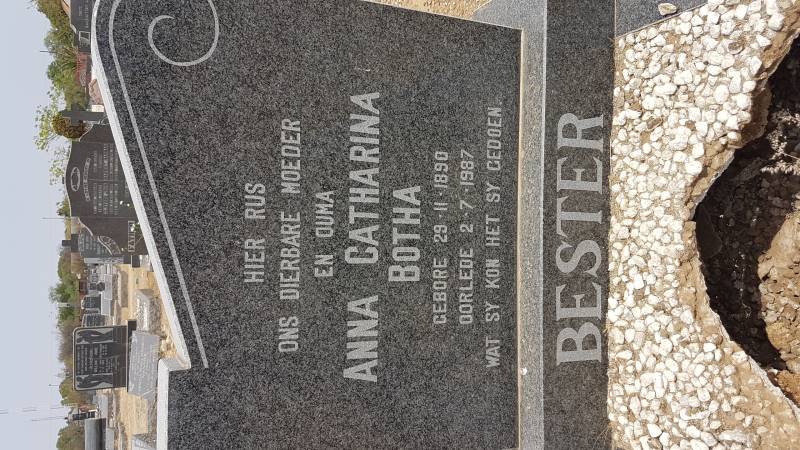 HIER RUS
ONS DIERBARE MOEDER
EN OUMA
ANNA CATHARINA
BOTHA
GEBORE 29-11-1890
OORLEDE 2-7-1987
WAT SY KON HET SY GEDOEN.
BESTER